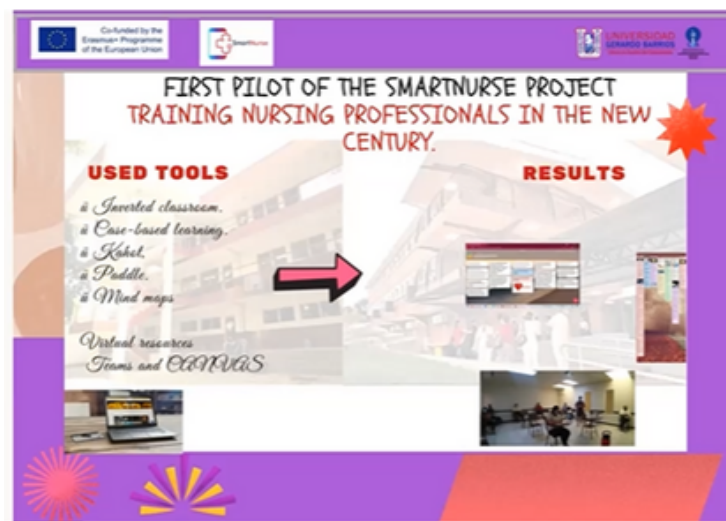 Co-funded by the
Erasmus+ Programme
of the European Union
SmartNurse
UNIVERSIDAD
GERARDO BARRIOS
FIRST PILOT OF THE SMARTNURSE PROJECT
TRAINING NURSING PROFESSIONALS IN THE NEW
CENTURY.
USED TOOLS
ü Inverted classroom.
ü Case-based learning.
ü Kahot,
ü Paddle.
ü Mind maps
Virtual resources
Teams and CANVAS
RESULTS